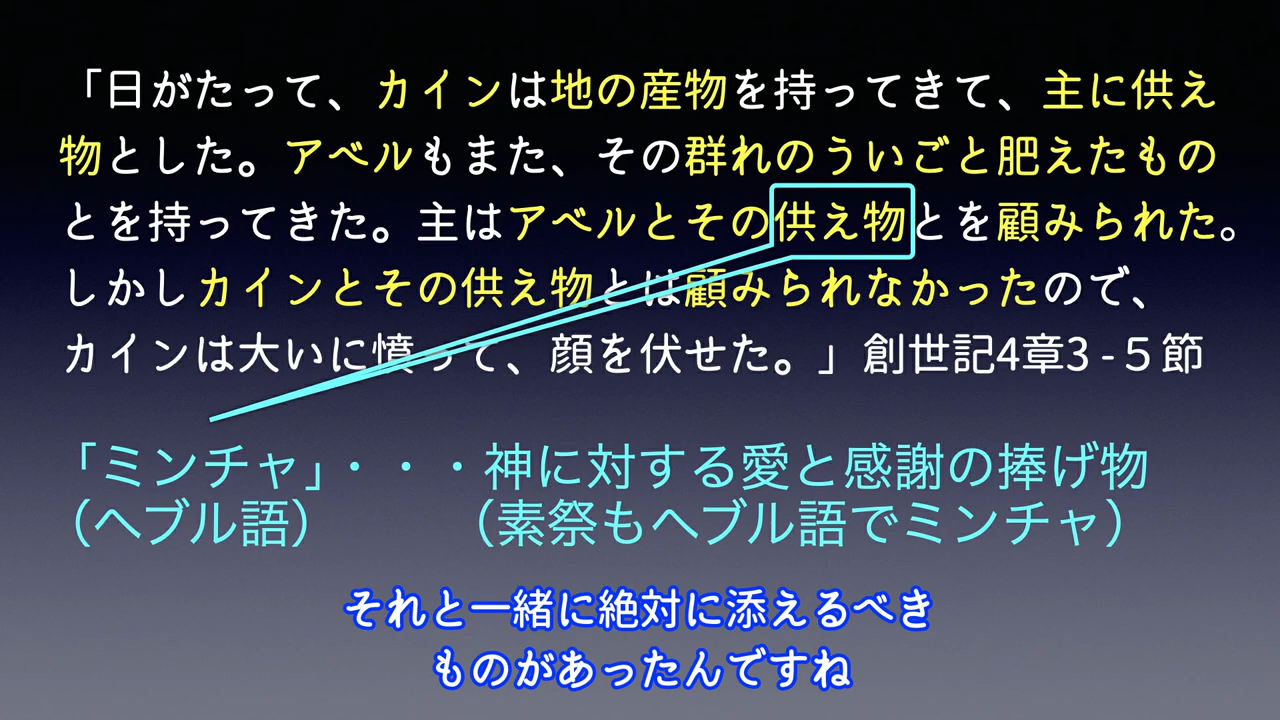 「日がたって、カインは地の産物を持ってきて、主に供え
物とした。アベルもまた、その群れのういごと肥えたもの
とを持ってきた。主はアベルとその供え物とを顧みられた。
しかしカインとその供え物とは顧みられなかったので、
カインは大いに憤って、顔を伏せた。」創世記4章3-5節
「ミンチャ」・・・神に対する愛と感謝の捧げ物
(ヘブル語) (素祭もヘブル語でミンチャ)
それと一緒に絶対に添えるべき
ものがあったんですね